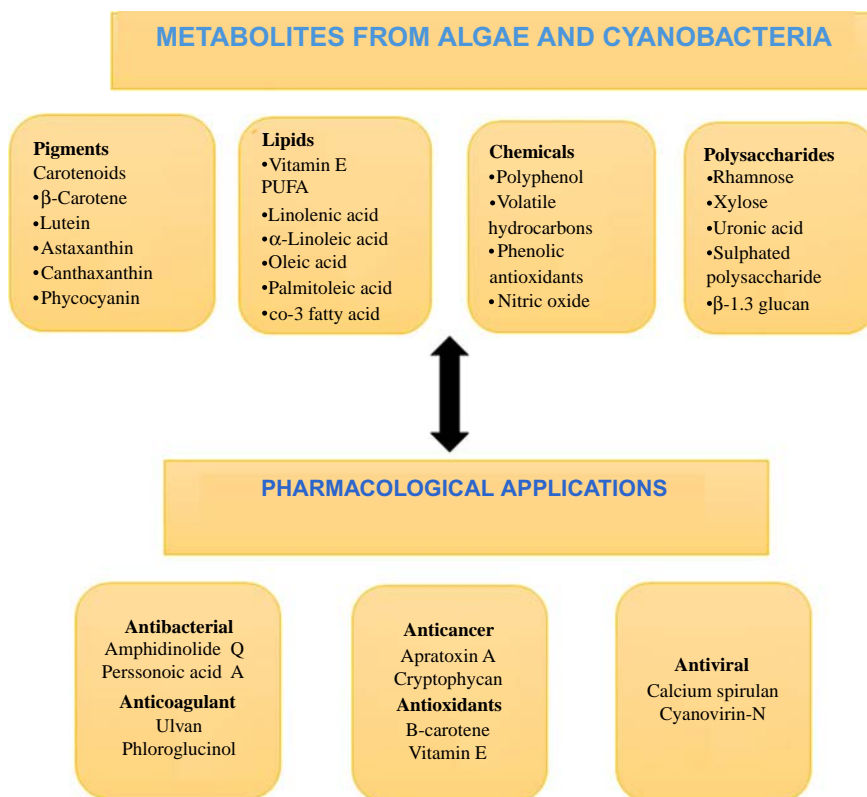 METABOLITES FROM ALGAE AND CYANOBACTERIA
Pigments
Carotenoids
•β-Carotene
•Lutein
•Astaxanthin
•Canthaxanthin
•Phycocyanin
Lipids
•Vitamin E
PUFA
•Linolenic acid
•α-Linoleic acid
•Oleic acid
•Palmitoleic acid
•co-3 fatty acid
Chemicals
•Polyphenol
•Volatile
hydrocarbons
•Phenolic
antioxidants
•Nitric oxide
Polysaccharides
•Rhamnose
•Xylose
•Uronic acid
•Sulphated
polysaccharide
•β-1.3 glucan
PHARMACOLOGICAL APPLICATIONS
Antibacterial
Amphidinolide Q
Perssonoic acid A
Anticoagulant
Ulvan
Phloroglucinol
Anticancer
Apratoxin A
Cryptophycan
Antioxidants
B-carotene
Vitamin E
Antiviral
Calcium spirulan
Cyanovirin-N